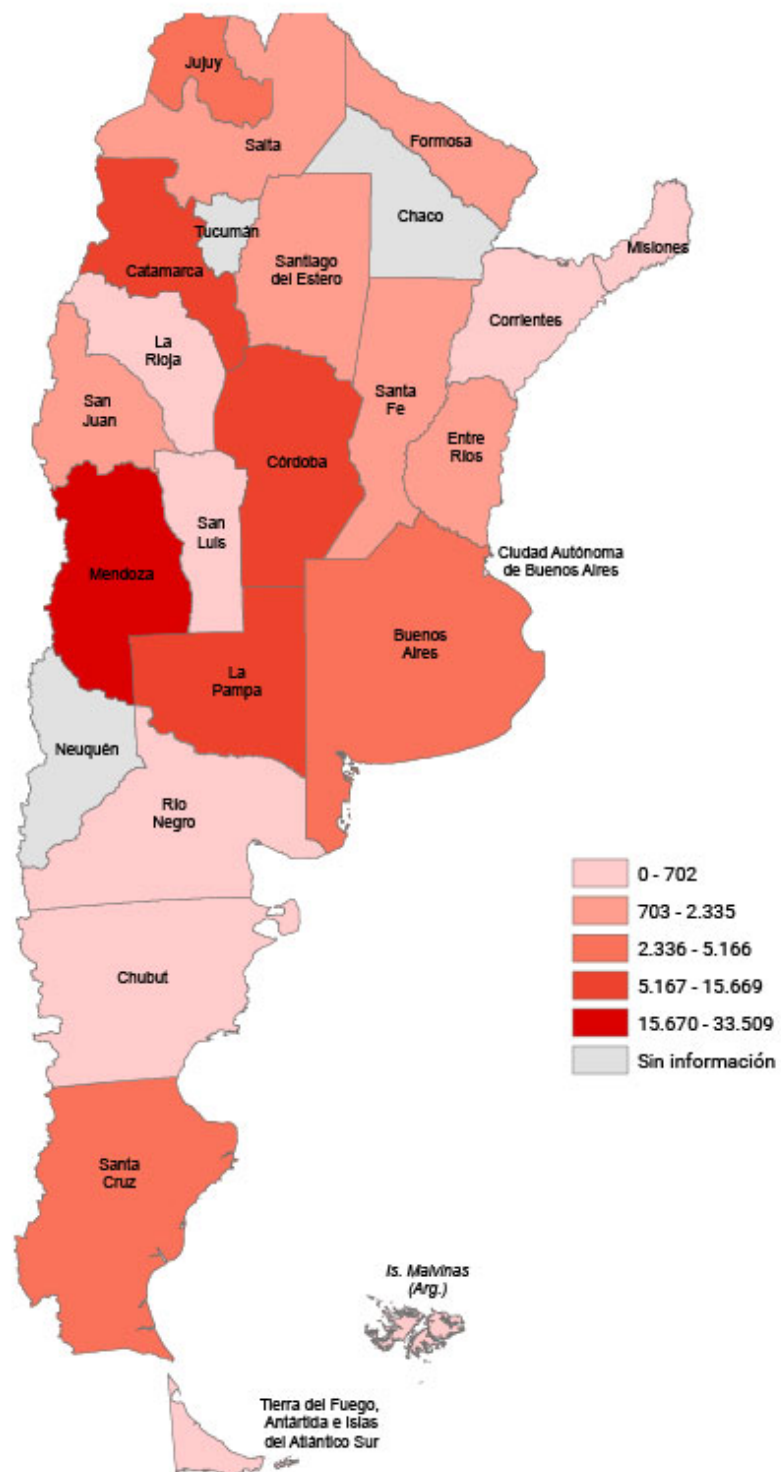 Jujuy
Salta
Formosa
Chaco
Tucumán
Misiones
Catamarca
Santiago
del Estero
Corrientes
La
Rioja
San
Juan
Santa
Fe
Entre
Ríos
Córdoba
San
Luis
Mendoza
Ciudad Autónoma
de Buenos Aires
Buenos
Aires
La
Pampa
Neuquén
Río
Negro
0 - 702
703 - 2.335
2.336 - 5.166
5.167 - 15.669
15.670 - 33.509
Sin información
Chubut
Santa
Cruz
Is. Malvinas
(Arg.)
Tierra del Fuego,
Antártida e Islas
del Atlántico Sur